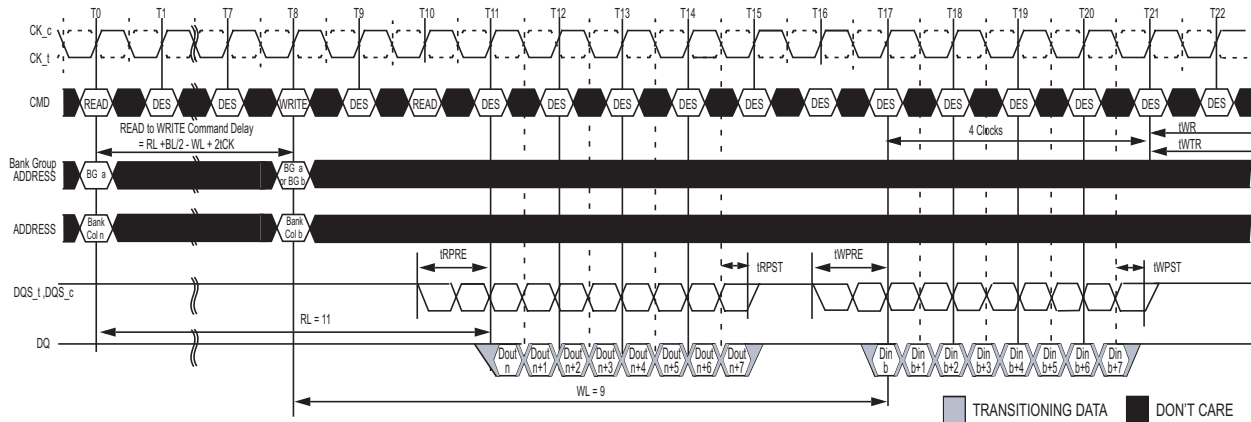 T0 T1 T7 T8 T9 T10 T11 T12 T13 T14 T15 T16 T17 T18 T19 T20 T21 T22
CK_c
CK_t
CMD READ DES DES WRITE DES READ DES DES DES DES DES DES DES DES DES DES DES DES
READ to WRITE Command Delay
= RL +BL/2 - WL + 2tCK
4 Clocks
tWR
tWTR
Bank Group
ADDRESS
BG a
BG a
or BG b
ADDRESS
Bank
Col n
Bank
Col b
tRPRE
tRPST
tWPRE
tWPST
DQS_t ,DQS_c
RL = 11
DQ
Dout
n
Dout
n+1
Dout
n+2
Dout
n+3
Dout
n+4
Dout
n+5
Dout
n+6
Dout
n+7
Din
b
Din
b+1
Din
b+2
Din
b+3
Din
b+4
Din
b+5
Din
b+6
Din
b+7
WL = 9
TRANSITIONING DATA
DON'T CARE